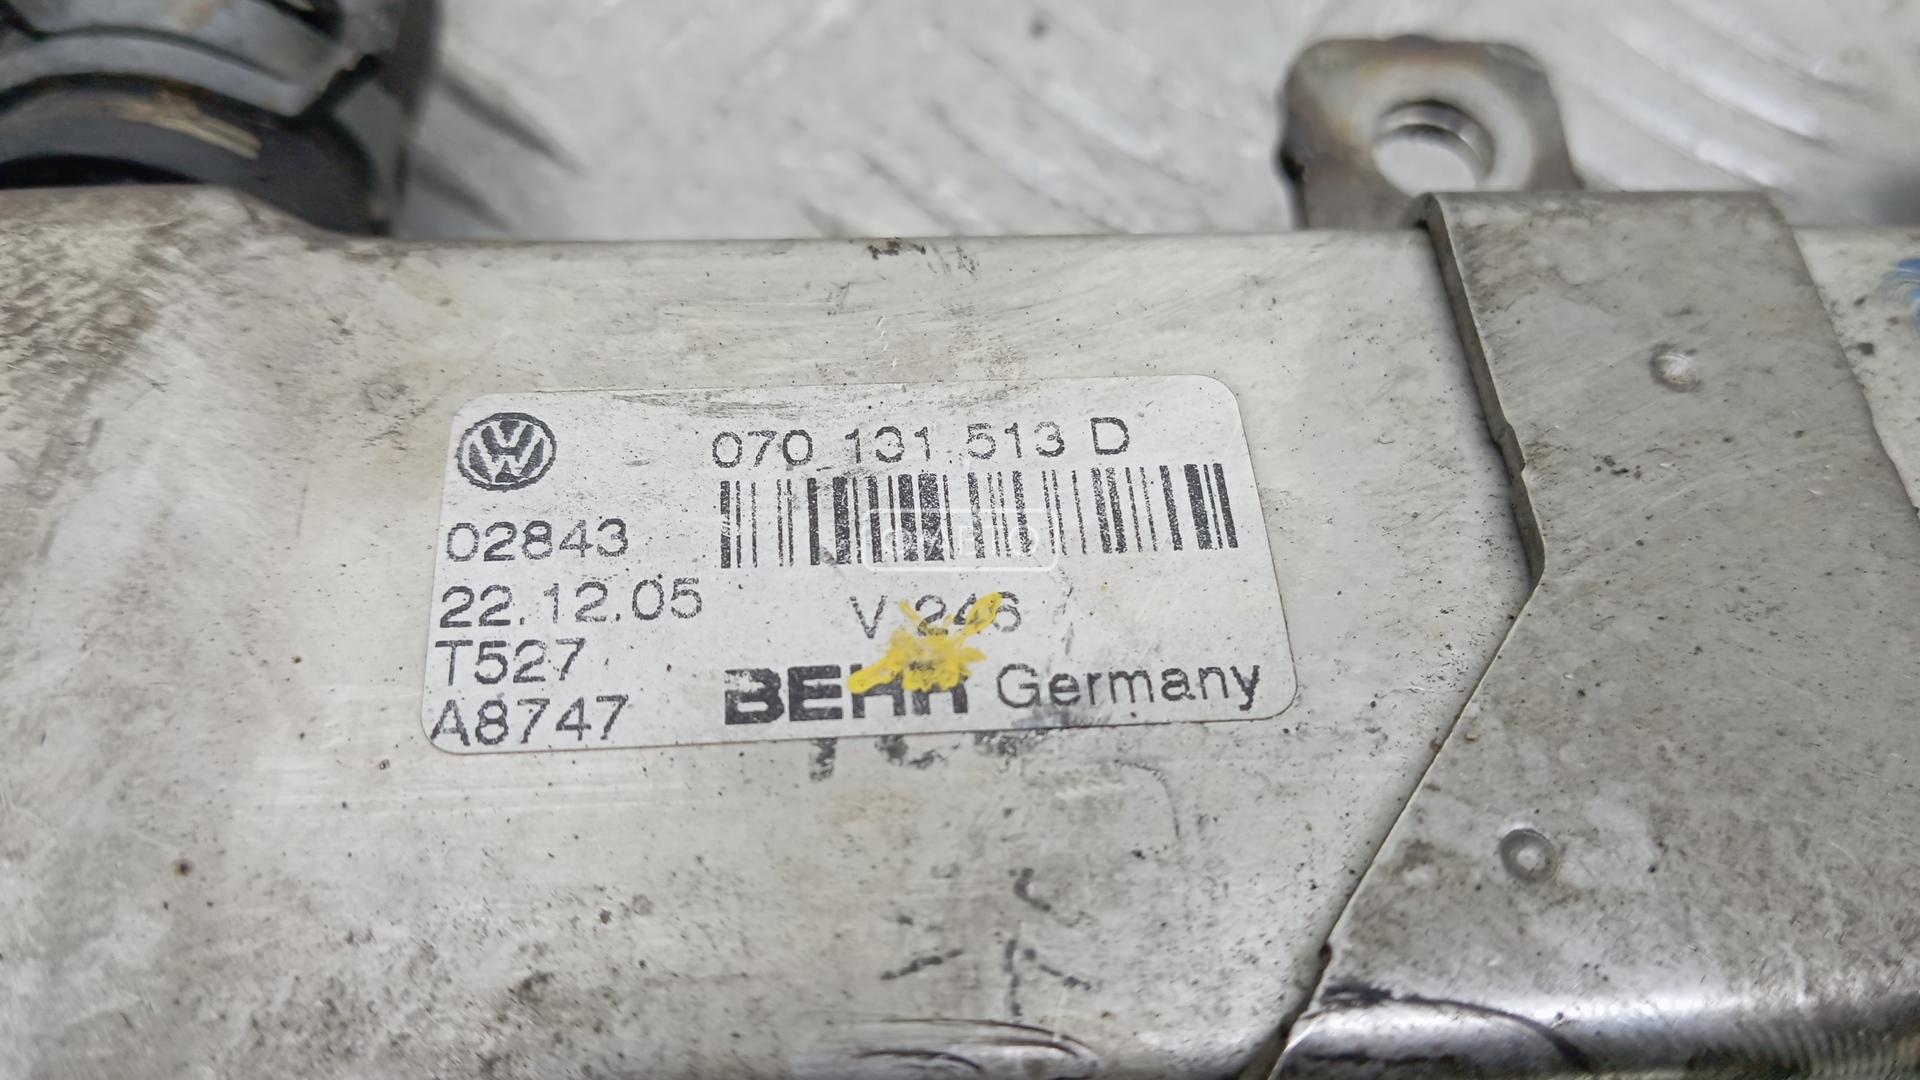 070 131 513 D
02843
22.12.05
V 246
T527
BEHR Germany
A8747